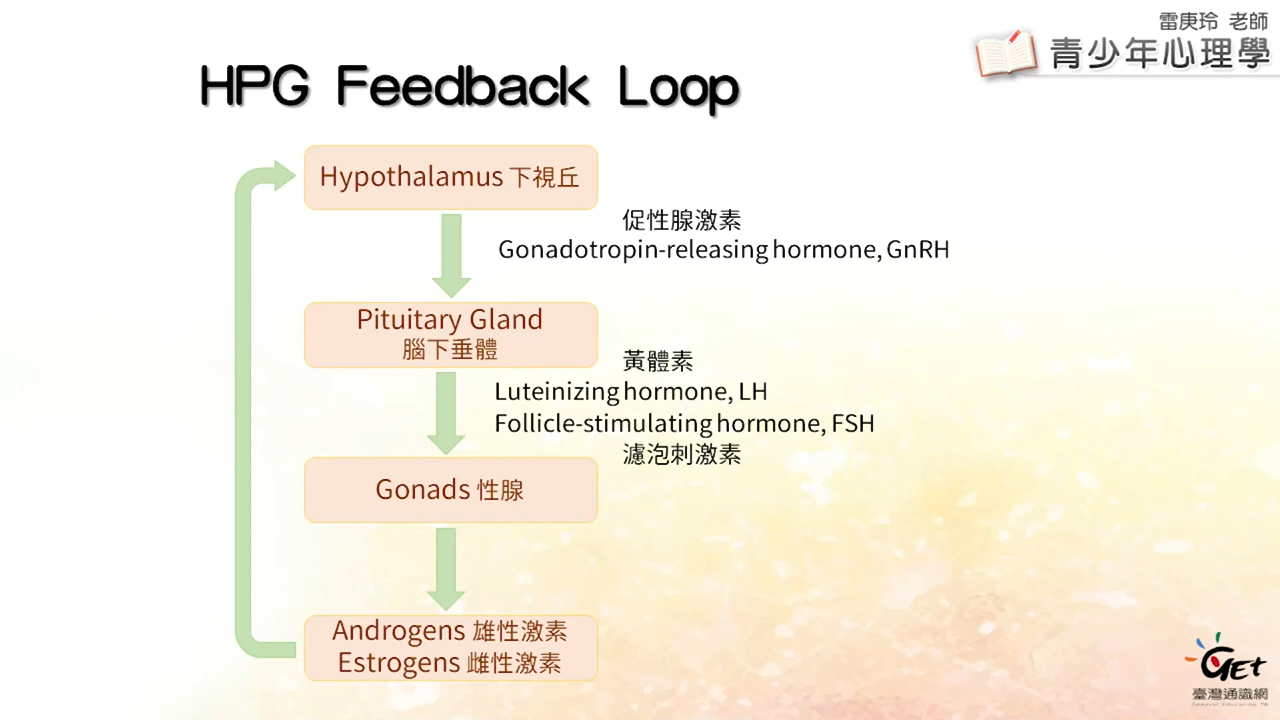 雷庚玲 老師
青少年心理學
HPG Feedback Loop
Hypothalamus 下視丘
促性腺激素
Gonadotropin-releasing hormone, GnRH
Pituitary Gland
腦下垂體
黃體素
Luteinizing hormone, LH
Follicle-stimulating hormone, FSH
濾泡刺激素
Gonads 性腺
Androgens 雄性激素
Estrogens 雌性激素
GET
臺灣通識網